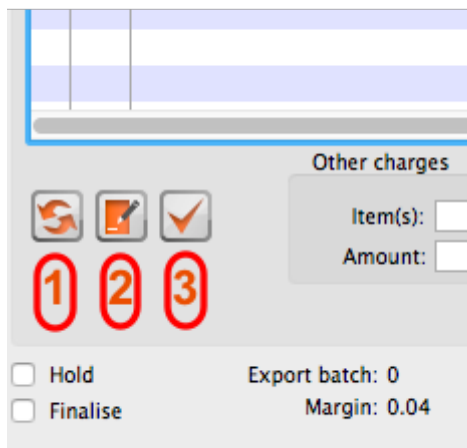 Other charges
Item(s):
Amount:
1 2 3
Hold
Export batch: 0
Finalise
Margin: 0.04